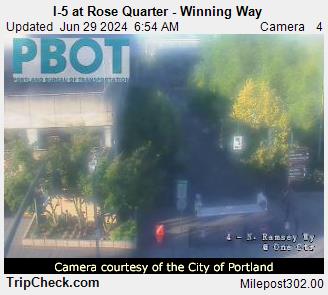 I-5 at Rose Quarter - Winning Way
Updated Jun 29 2024 6:54 AM Camera 4
PBOT
PORTLAND BUREAU OF TRANSPORTATION
4 - N. Ramsey Wy
@ One Ctr
Camera courtesy of the City of Portland
TripCheck.com Milepost302.00